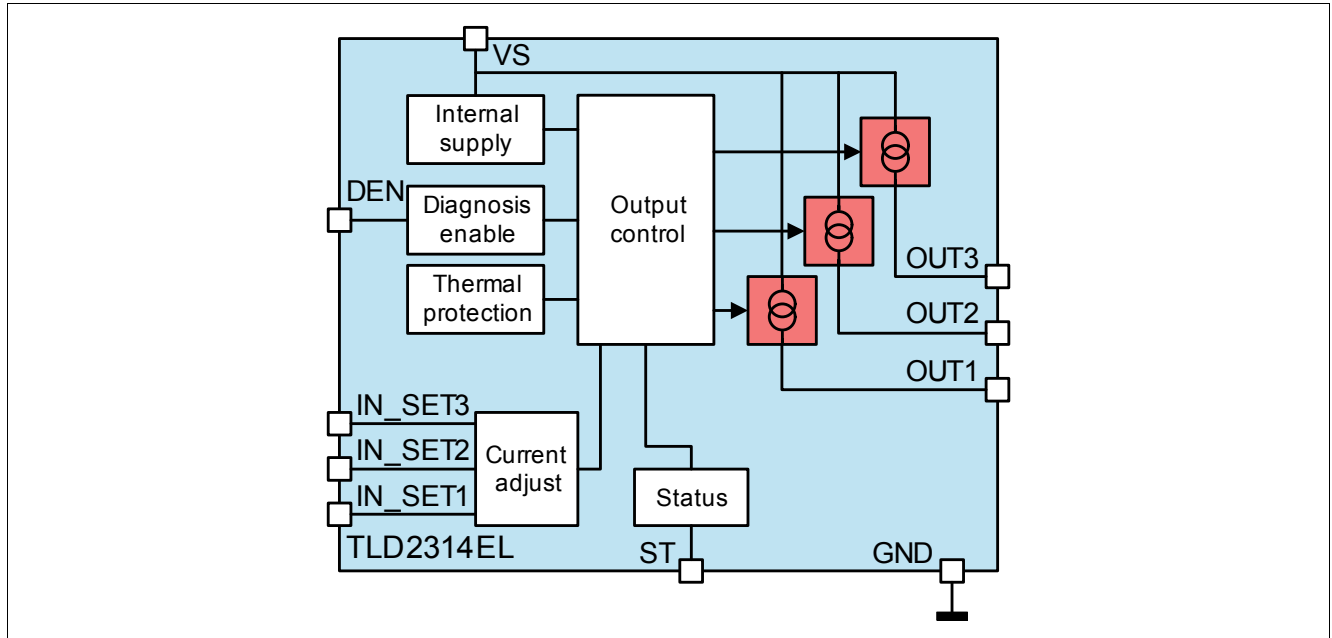 VS
Internal
supply
DEN
Diagnosis
enable
Output
control
Thermal
protection
OUT3
OUT2
OUT1
IN_SET3
IN_SET2
IN_SET1
Current
adjust
Status
TLD2314EL
ST
GND